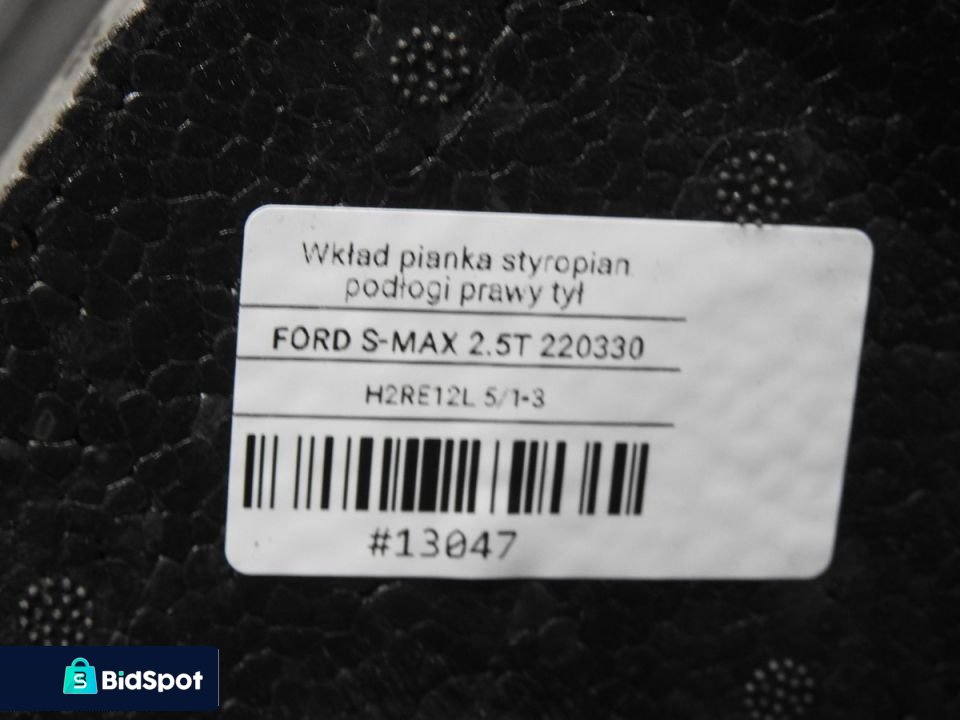 Wkład pianka styropian
podłogi prawy tył
FORD S-MAX 2.5T 220330
H2RE12L 5/1-3
#13047
BidSpot